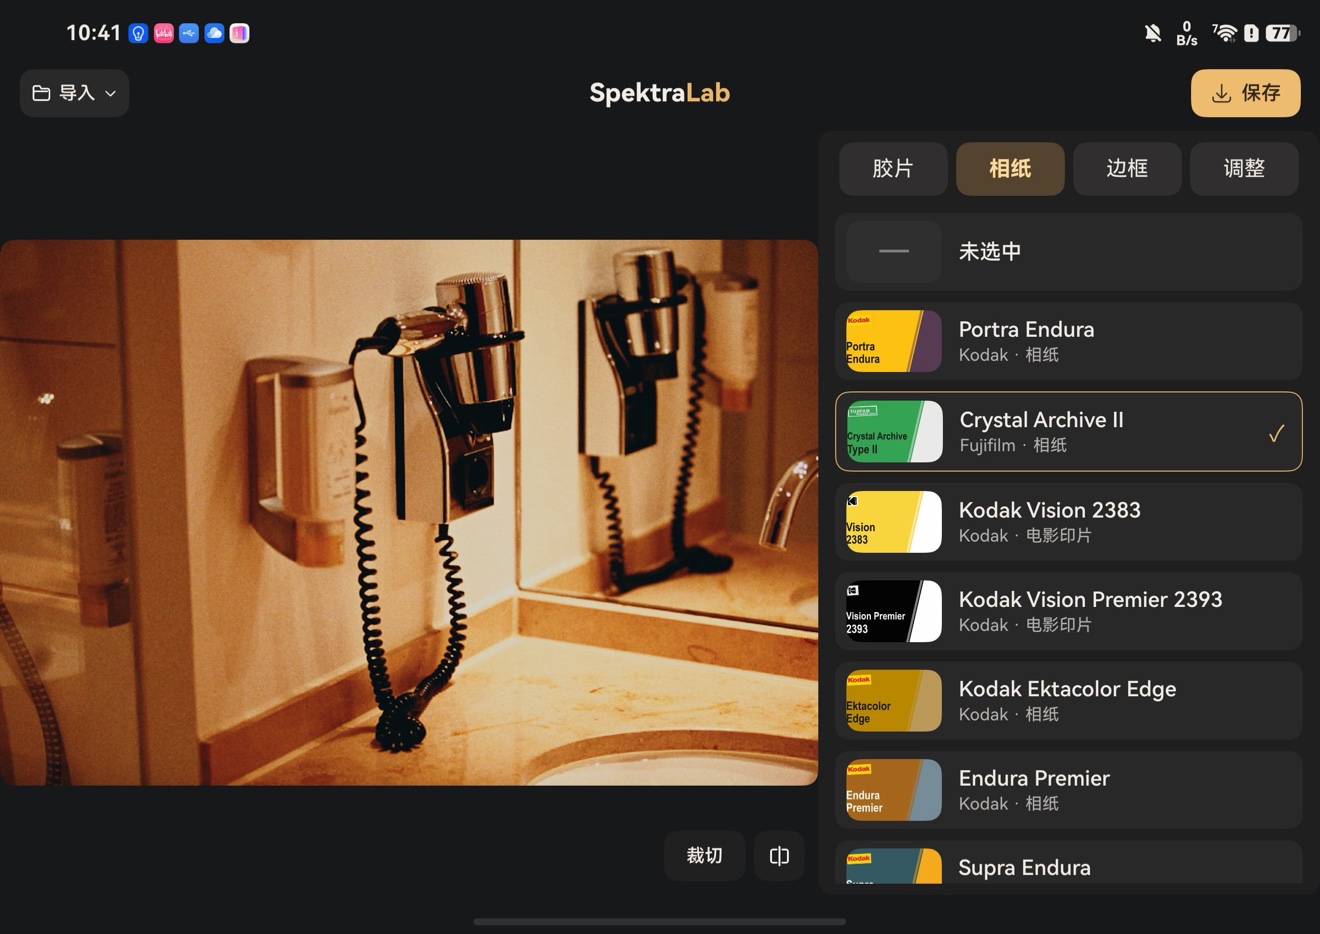 10:41
0
B/s
7
77
导入
SpektraLab
保存
胶片
相纸
边框
调整
未选中
Kodak
Portra
Endura
Portra Endura
Kodak · 相纸
FUJIFILM
Crystal Archive
Type II
Crystal Archive II
Fujifilm · 相纸
Vision
2383
Kodak Vision 2383
Kodak · 电影印片
Vision Premier
2393
Kodak Vision Premier 2393
Kodak · 电影印片
Kodak
Ektacolor
Edge
Kodak Ektacolor Edge
Kodak · 相纸
Kodak
Endura
Premier
Endura Premier
Kodak · 相纸
Kodak
Supra Endura
裁切